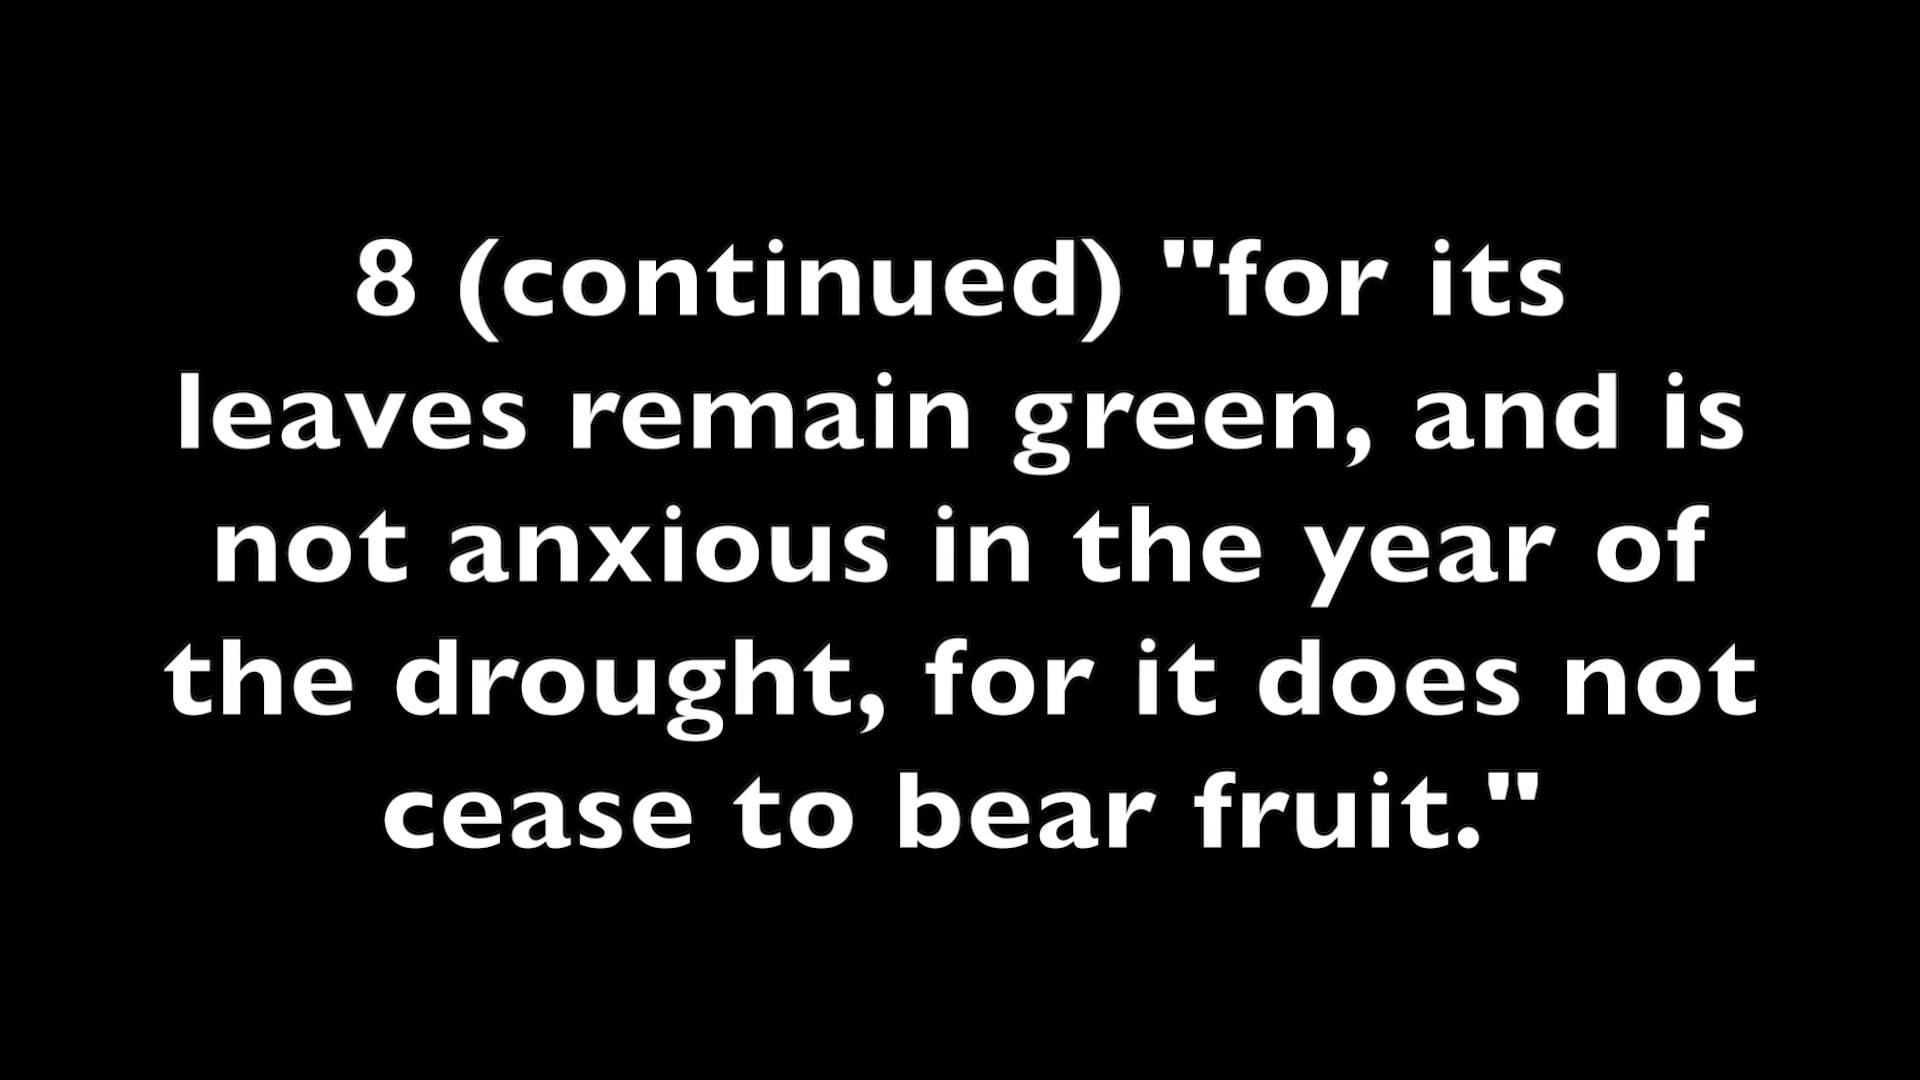 8 (continued) "for its
leaves remain green, and is
not anxious in the year of
the drought, for it does not
cease to bear fruit."